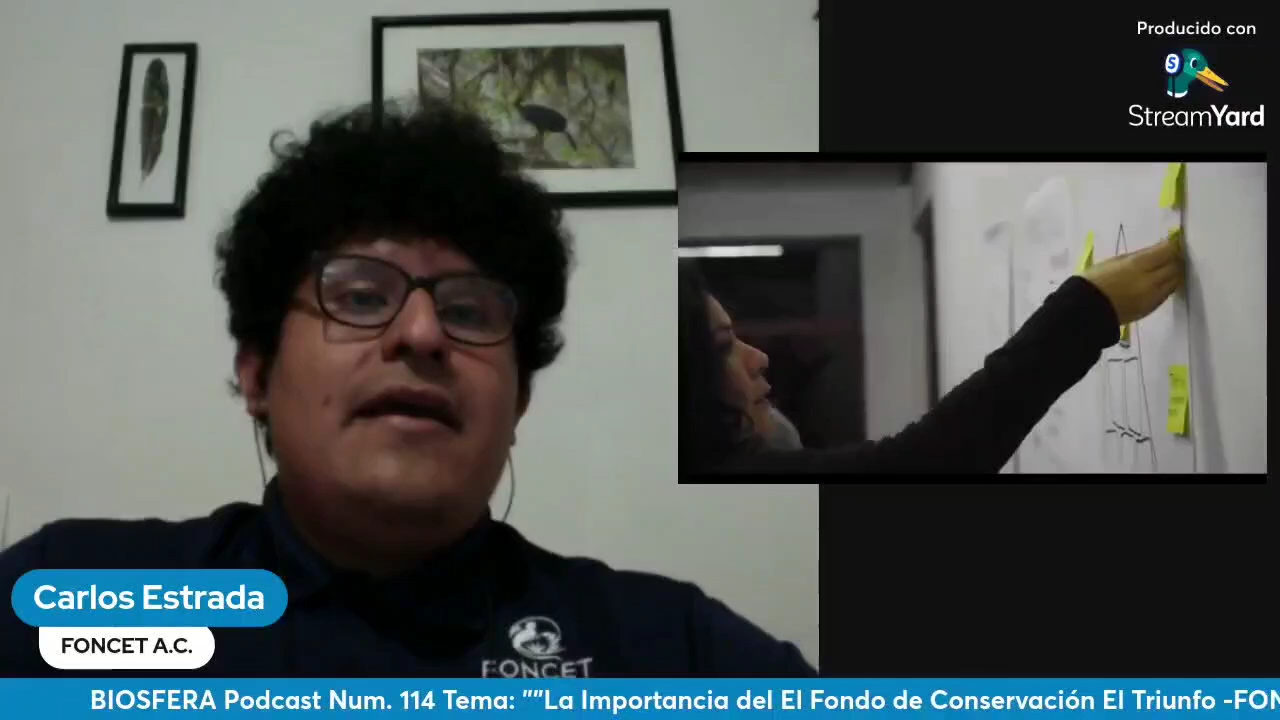 Producido con
S
StreamYard
Carlos Estrada
FONCET A.C.
FONCET
BIOSFERA Podcast Num. 114 Tema: ""La Importancia del El Fondo de Conservación El Triunfo -FON